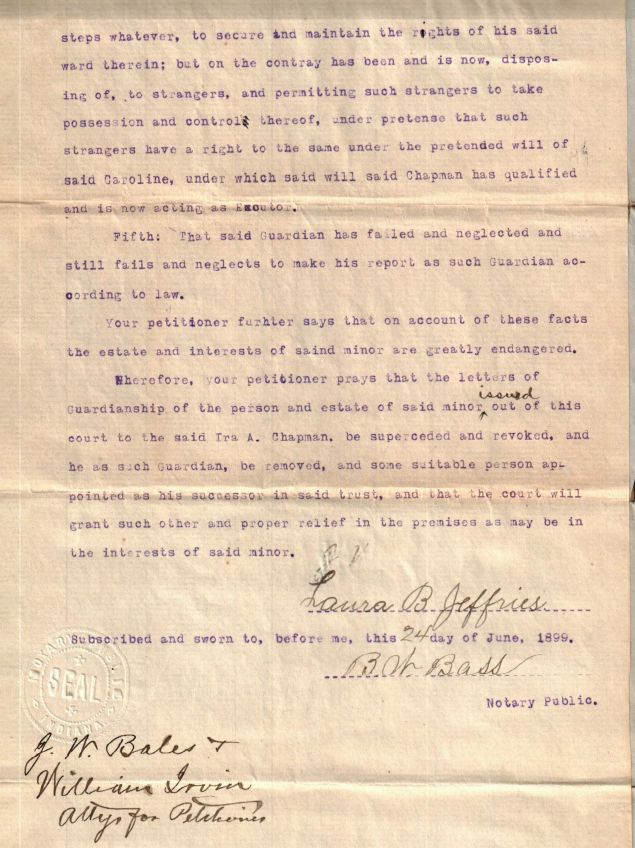 steps whatever, to secure and maintain the rights of his said
ward therein; but on the contray has been and is now, dispos-
ing of, to strangers, and permitting such strangers to take
possession and control thereof, under pretense that such
strangers have a right to the same under the pretended will of
said Caroline, under which said will said Chapman has qualified
and is now acting as Excutor.
Fifth: That said Guardian has failed and neglected and
still fails and neglects to make his report as such Guardian ac-
cording to law.
Your petitioner furhter says that on account of these facts
the estate and interests of saind minor are greatly endangered.
Wherefore, your petitioner prays that the letters of
issued
Guardianship of the person and estate of said minor out of this
court to the said Ira A. Chapman. be superceded and revoked, and
he as such Guardian, be removed, and some suitable person ap-
pointed as his successor in said trust, and that the court will
grant such other and proper relief in the premises as may be in
the interests of said minor.
Laura B Jeffries
Subscribed and sworn to, before me, this 24 day of June, 1899.
B W Bass
Notary Public.
NOTARY PUBLIC
SEAL
INDIANA
J. W. Bales &
William Irvin
Attys for Petitioner